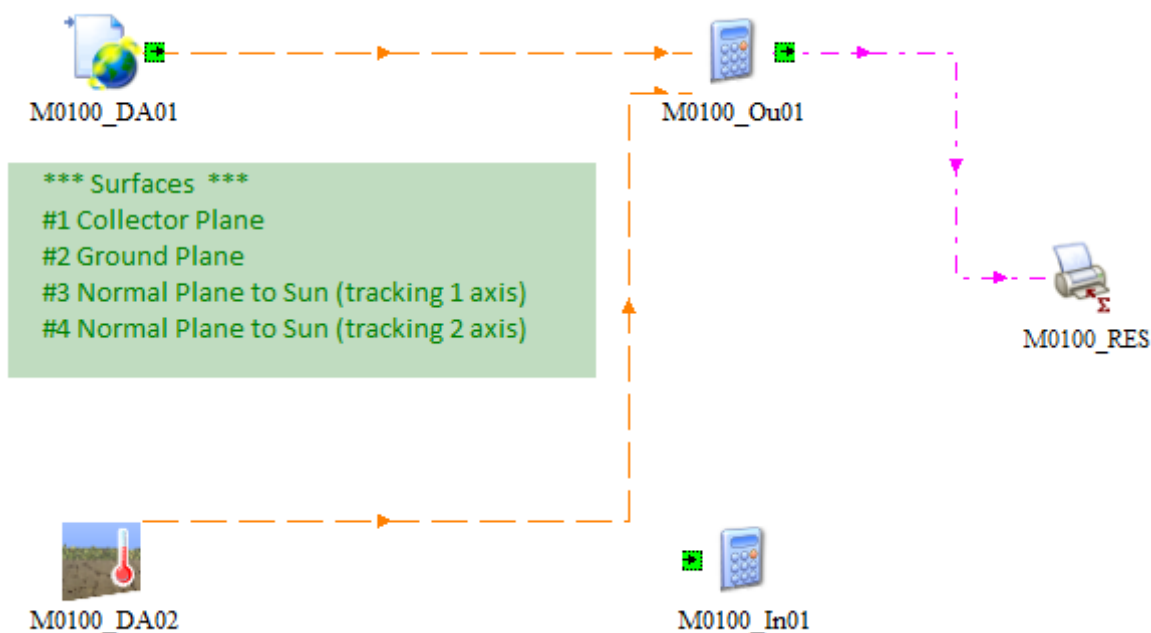 M0100_DA01
M0100_Ou01
*** Surfaces ***
#1 Collector Plane
#2 Ground Plane
#3 Normal Plane to Sun (tracking 1 axis)
#4 Normal Plane to Sun (tracking 2 axis)
Σ
M0100_RES
M0100_DA02
M0100_In01